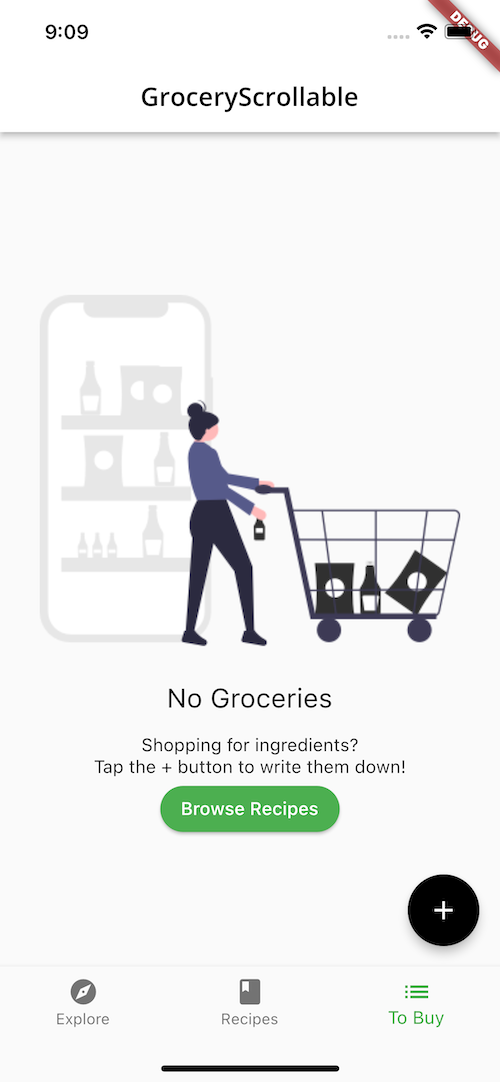 9:09
DEBUG
GroceryScrollable
No Groceries
Shopping for ingredients?
Tap the + button to write them down!
Browse Recipes
+
Explore
Recipes
To Buy